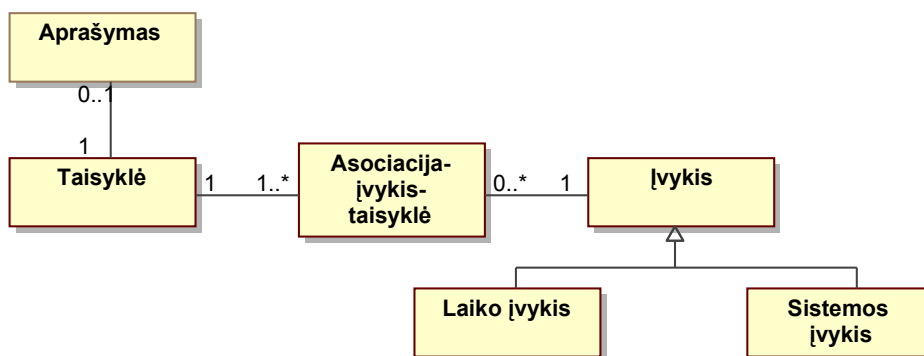 Aprašymas
0..1
1
Taisyklė
1
1..*
Asociacija-
įvykis-
taisyklė
0..*
1
Įvykis
Laiko įvykis
Sistemos
įvykis